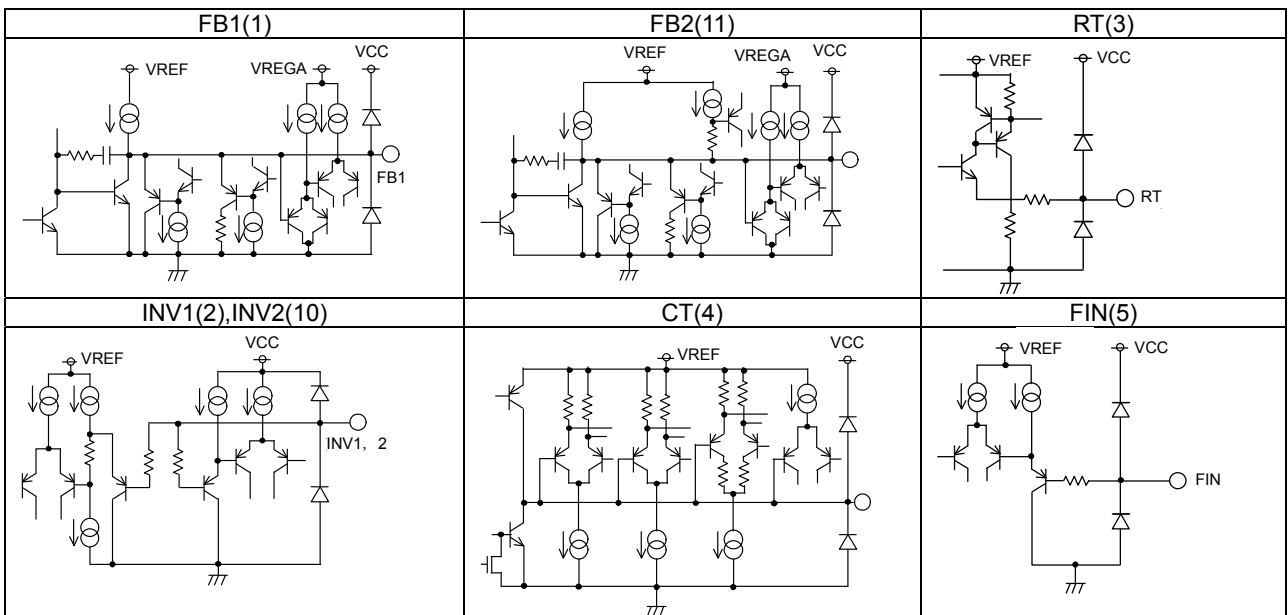 FB1(1)
FB2(11)
RT(3)
VREF
VREGA
VCC
FB1
VREF
VREGA
VCC
VREF
VCC
RT
INV1(2),INV2(10)
CT(4)
FIN(5)
VREF
VCC
INV1, 2
VREF
VCC
VREF
VCC
FIN